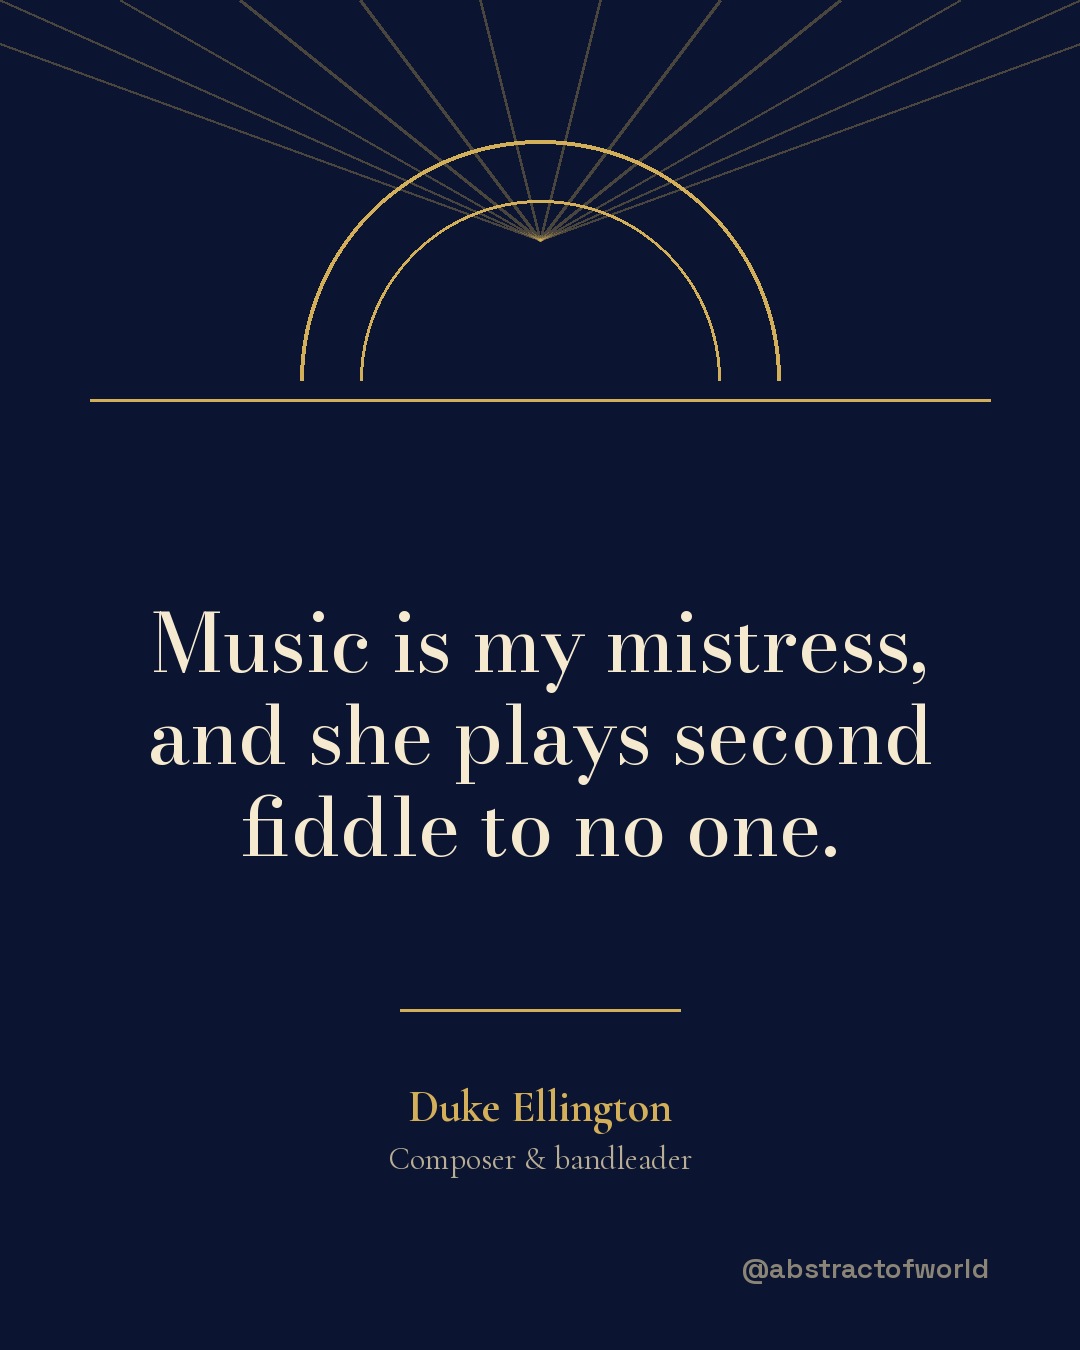 Music is my mistress,
and she plays second
fiddle to no one.
Duke Ellington
Composer & bandleader
@abstractofworld